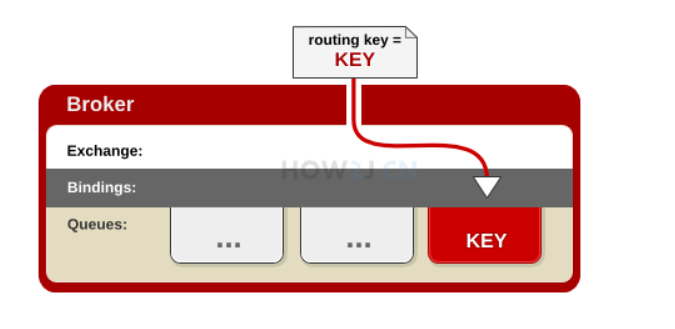 routing key =
KEY
Broker
Exchange:
HOW2J.CN
Bindings:
Queues:
...
...
KEY